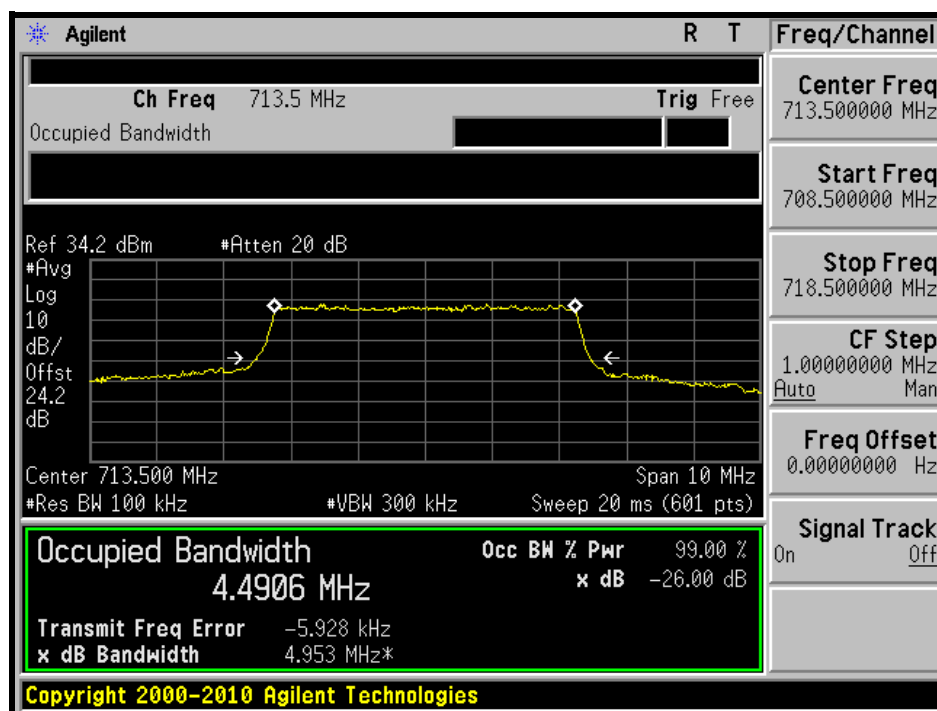 Agilent R T
Ch Freq 713.5 MHz Trig Free
Occupied Bandwidth
Ref 34.2 dBm #Atten 20 dB
#Avg
Log
10
dB/
Offst
24.2
dB
Center 713.500 MHz Span 10 MHz
#Res BW 100 kHz #VBW 300 kHz Sweep 20 ms (601 pts)
Occupied Bandwidth Occ BW % Pwr 99.00 %
4.4906 MHz x dB -26.00 dB
Transmit Freq Error -5.928 kHz
x dB Bandwidth 4.953 MHz*
Copyright 2000-2010 Agilent Technologies
Freq/Channel
Center Freq
713.500000 MHz
Start Freq
708.500000 MHz
Stop Freq
718.500000 MHz
CF Step
1.00000000 MHz
Auto Man
Freq Offset
0.00000000 Hz
Signal Track
On Off